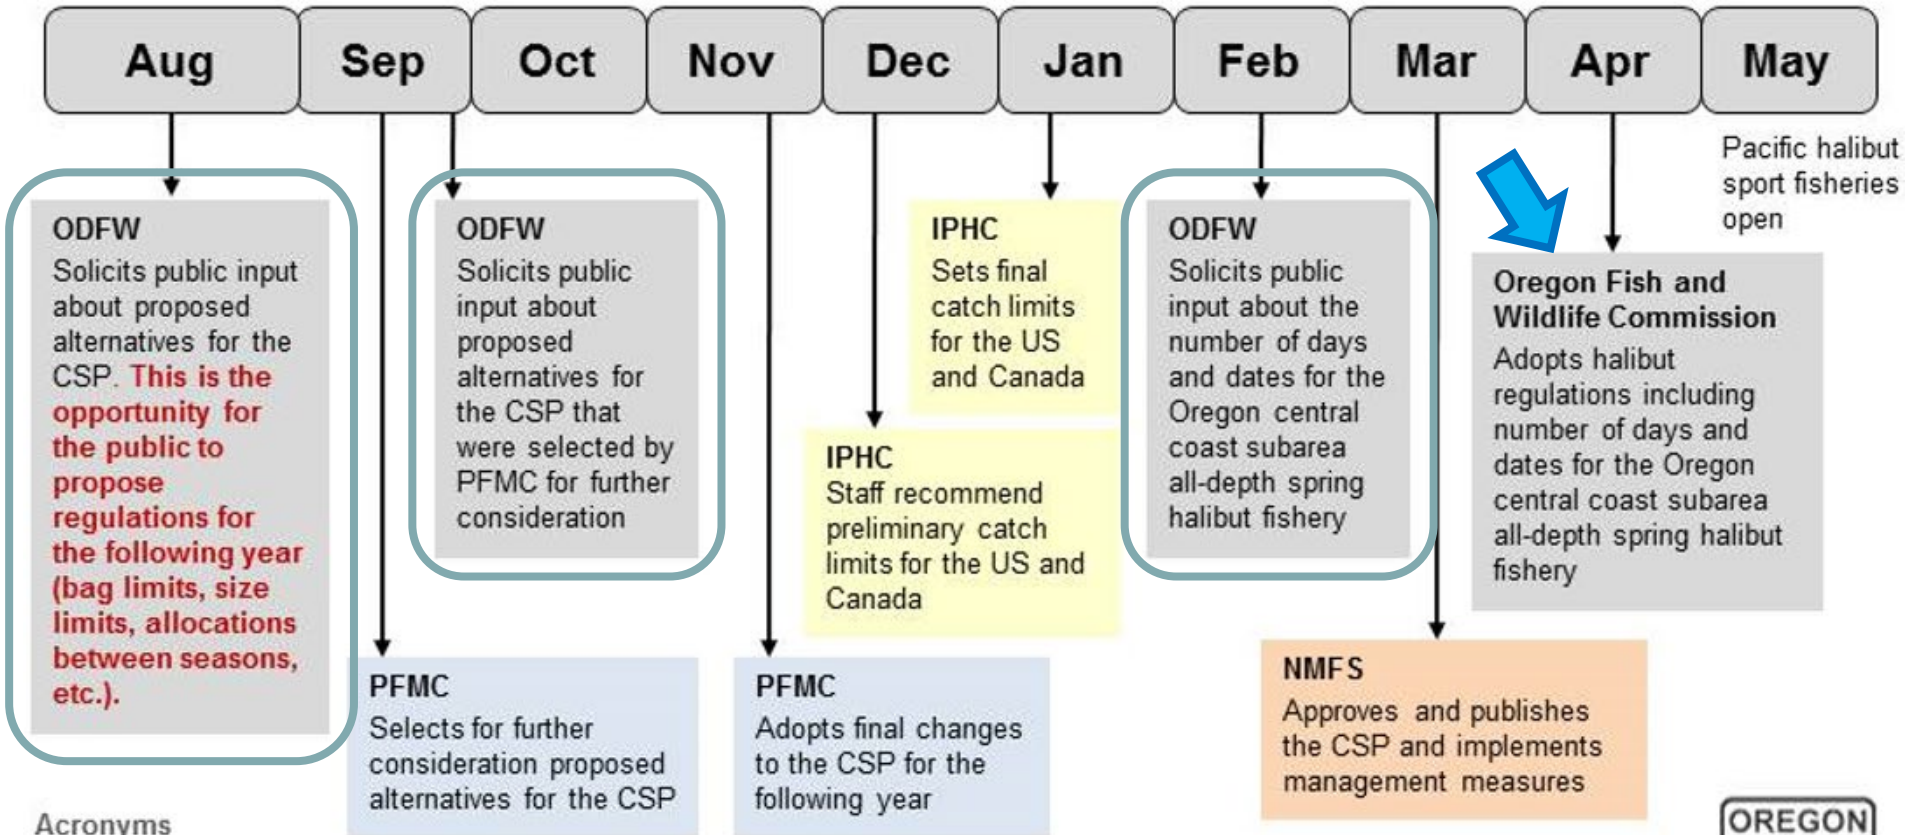 Aug
Sep
Oct
Nov
Dec
Jan
Feb
Mar
Apr
May
Pacific halibut
sport fisheries
open
ODFW
Solicits public input
about proposed
alternatives for the
CSP. This is the
opportunity for
the public to
propose
regulations for
the following year
(bag limits, size
limits, allocations
between seasons,
etc.).
PFMC
Selects for further
consideration proposed
alternatives for the CSP
ODFW
Solicits public
input about
proposed
alternatives for
the CSP that
were selected by
PFMC for further
consideration
PFMC
Adopts final changes
to the CSP for the
following year
IPHC
Staff recommend
preliminary catch
limits for the US and
Canada
IPHC
Sets final
catch limits
for the US
and Canada
ODFW
Solicits public
input about the
number of days
and dates for the
Oregon central
coast subarea
all-depth spring
halibut fishery
NMFS
Approves and publishes
the CSP and implements
management measures
Oregon Fish and
Wildlife Commission
Adopts halibut
regulations including
number of days and
dates for the Oregon
central coast subarea
all-depth spring halibut
fishery
Acronyms
OREGON